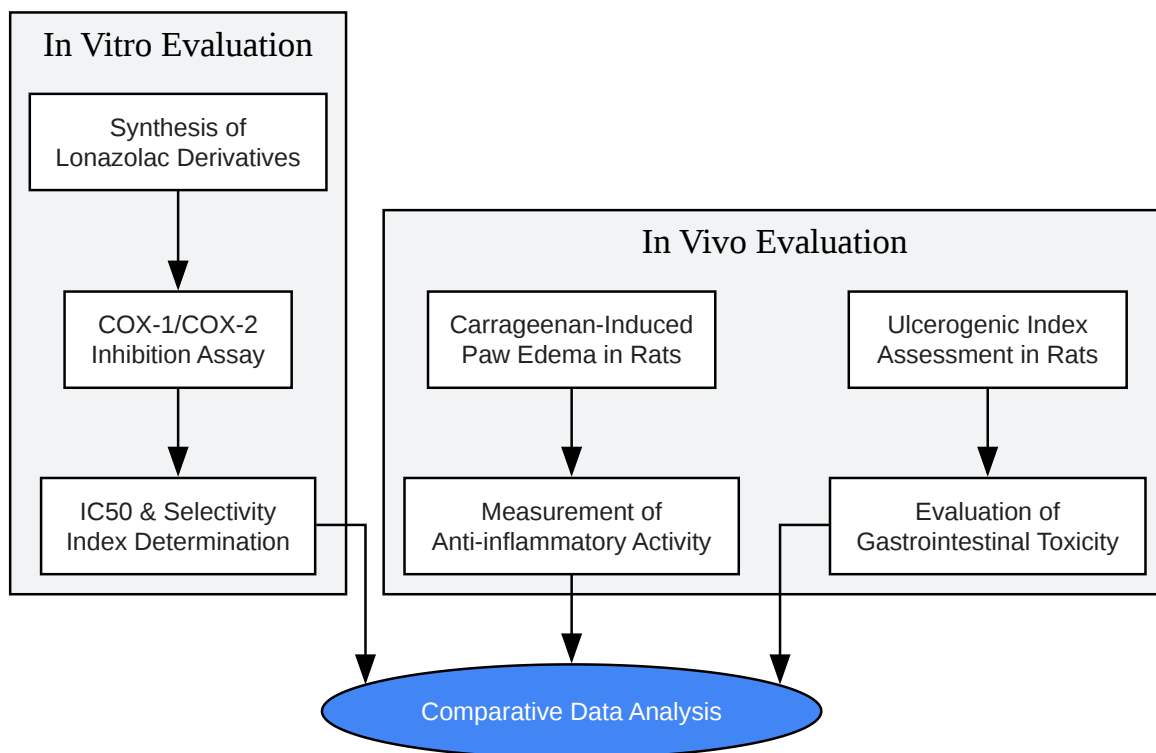 In Vitro Evaluation
Synthesis of
Lonazolac Derivatives
COX-1/COX-2
Inhibition Assay
IC50 & Selectivity
Index Determination
In Vivo Evaluation
Carrageenan-Induced
Paw Edema in Rats
Measurement of
Anti-inflammatory Activity
Ulcerogenic Index
Assessment in Rats
Evaluation of
Gastrointestinal Toxicity
Comparative Data Analysis